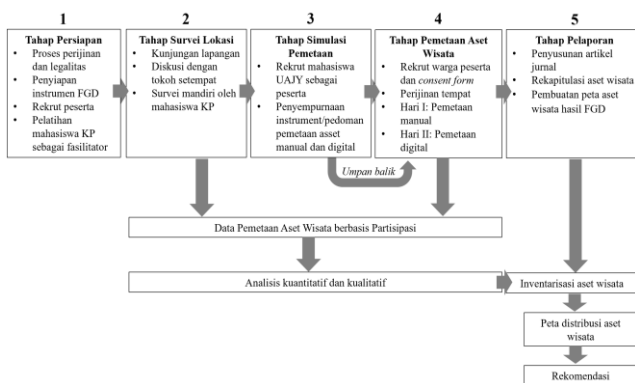 1
Tahap Persiapan
• Proses perijinan
dan legalitas
• Penyiapan
instrumen FGD
• Rekrut peserta
• Pelatihan
mahasiswa KP
sebagai fasilitator
2
Tahap Survei Lokasi
• Kunjungan lapangan
• Diskusi dengan
tokoh setempat
• Survei mandiri oleh
mahasiswa KP
3
Tahap Simulasi
Pemetaan
• Rekrut mahasiswa
UAJY sebagai
peserta
• Penyempurnaan
instrument/pedoman
pemetaan asset
manual dan digital
4
Tahap Pemetaan Aset
Wisata
• Rekrut warga peserta
dan consent form
• Perijinan tempat
• Hari I: Pemetaan
manual
• Hari II: Pemetaan
digital
5
Tahap Pelaporan
• Penyusunan artikel
jurnal
• Rekapitulasi aset wisata
• Pembuatan peta aset
wisata hasil FGD
Umpan balik
Data Pemetaan Aset Wisata berbasis Partisipasi
Analisis kuantitatif dan kualitatif
Inventarisasi aset wisata
Peta distribusi aset
wisata
Rekomendasi